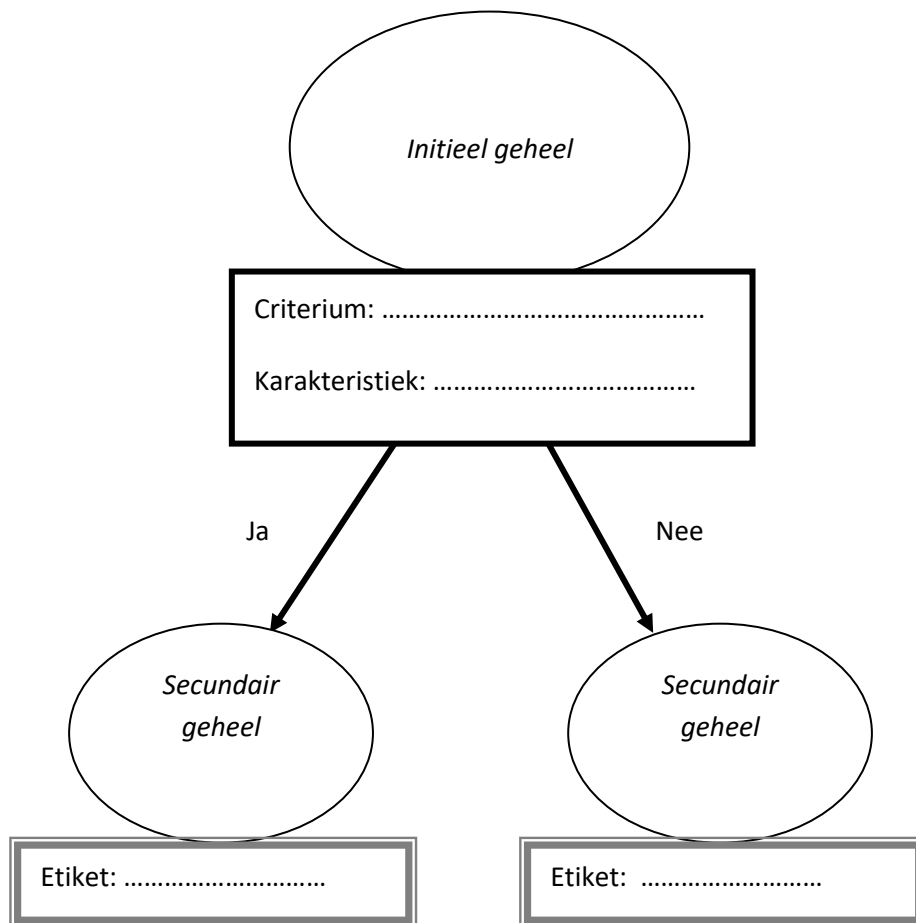 Initieel geheel
Criterium: …………………………………………
Karakteristiek: …………………………………
Ja
Nee
Secundair
geheel
Secundair
geheel
Etiket: …………………………
Etiket: ………………………